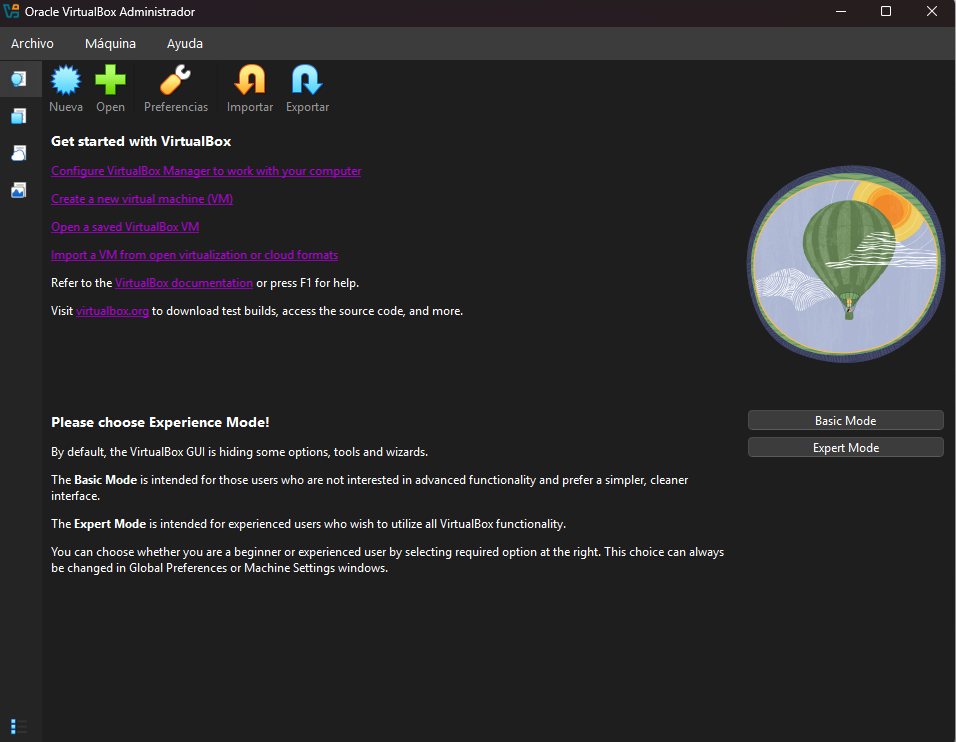 Oracle VirtualBox Administrador
Archivo Máquina Ayuda
Nueva Open Preferencias Importar Exportar
Get started with VirtualBox
Configure VirtualBox Manager to work with your computer
Create a new virtual machine (VM)
Open a saved VirtualBox VM
Import a VM from open virtualization or cloud formats
Refer to the VirtualBox documentation or press F1 for help.
Visit virtualbox.org to download test builds, access the source code, and more.
Please choose Experience Mode!
By default, the VirtualBox GUI is hiding some options, tools and wizards.
The Basic Mode is intended for those users who are not interested in advanced functionality and prefer a simpler, cleaner
interface.
The Expert Mode is intended for experienced users who wish to utilize all VirtualBox functionality.
You can choose whether you are a beginner or experienced user by selecting required option at the right. This choice can always
be changed in Global Preferences or Machine Settings windows.
Basic Mode
Expert Mode